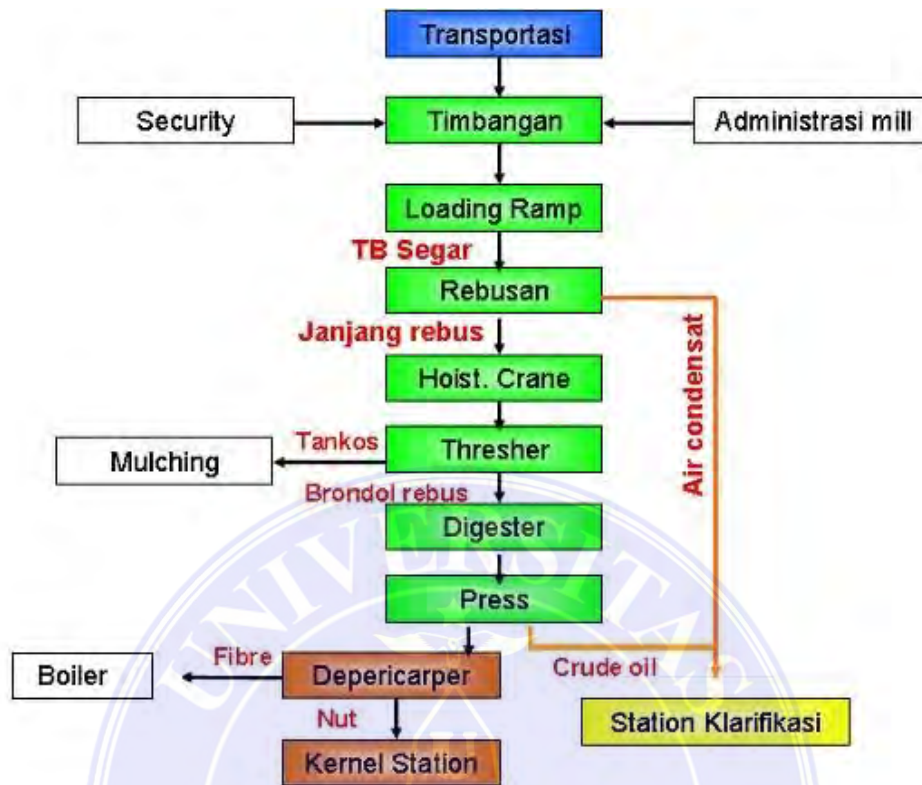 Transportasi
Security
Timbangan
Administrasi mill
Loading Ramp
TB Segar
Rebusan
Janjang rebus
Hoist. Crane
Air condensat
Tankos
Mulching
Thresher
Brondol rebus
Digester
Press
Fibre
Boiler
Depericarper
Crude oil
Nut
Station Klarifikasi
Kernel Station
UNIVERSITAS